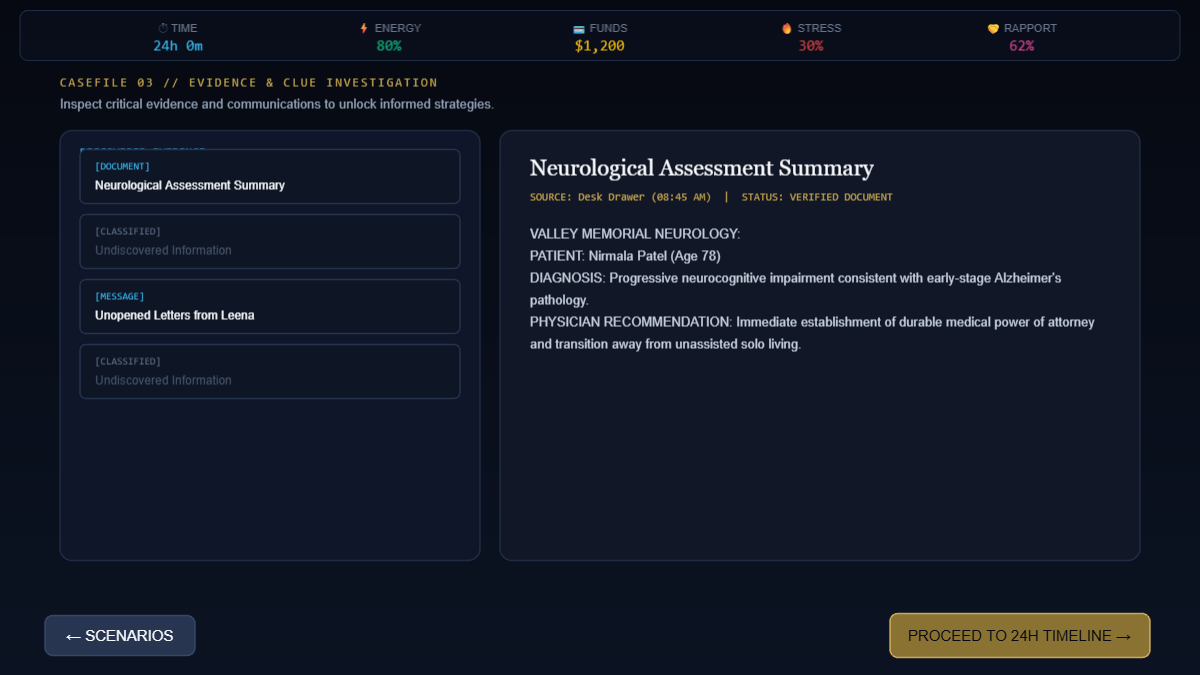 TIME
24h 0m
ENERGY
80%
FUNDS
$1,200
STRESS
30%
RAPPORT
62%
CASEFILE 03 // EVIDENCE & CLUE INVESTIGATION
Inspect critical evidence and communications to unlock informed strategies.
[DOCUMENT]
Neurological Assessment Summary
[CLASSIFIED]
Undiscovered Information
[MESSAGE]
Unopened Letters from Leena
[CLASSIFIED]
Undiscovered Information
Neurological Assessment Summary
SOURCE: Desk Drawer (08:45 AM) | STATUS: VERIFIED DOCUMENT
VALLEY MEMORIAL NEUROLOGY:
PATIENT: Nirmala Patel (Age 78)
DIAGNOSIS: Progressive neurocognitive impairment consistent with early-stage Alzheimer's
pathology.
PHYSICIAN RECOMMENDATION: Immediate establishment of durable medical power of attorney
and transition away from unassisted solo living.
← SCENARIOS
PROCEED TO 24H TIMELINE →